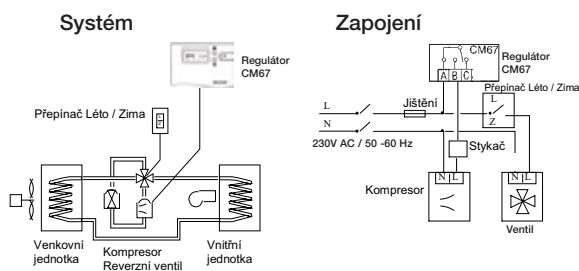 Systém
Regulátor
CM67
Přepínač Léto / Zima
Venkovní
jednotka
Kompresor
Reverzní ventil
Vnitřní
jednotka
Zapojení
CM67
A B C
Regulátor
CM67
Přepínač Léto / Zima
L
Jištění
L
Z
N
230V AC / 50 -60 Hz
Stykač
Kompresor
N L
N L
Ventil